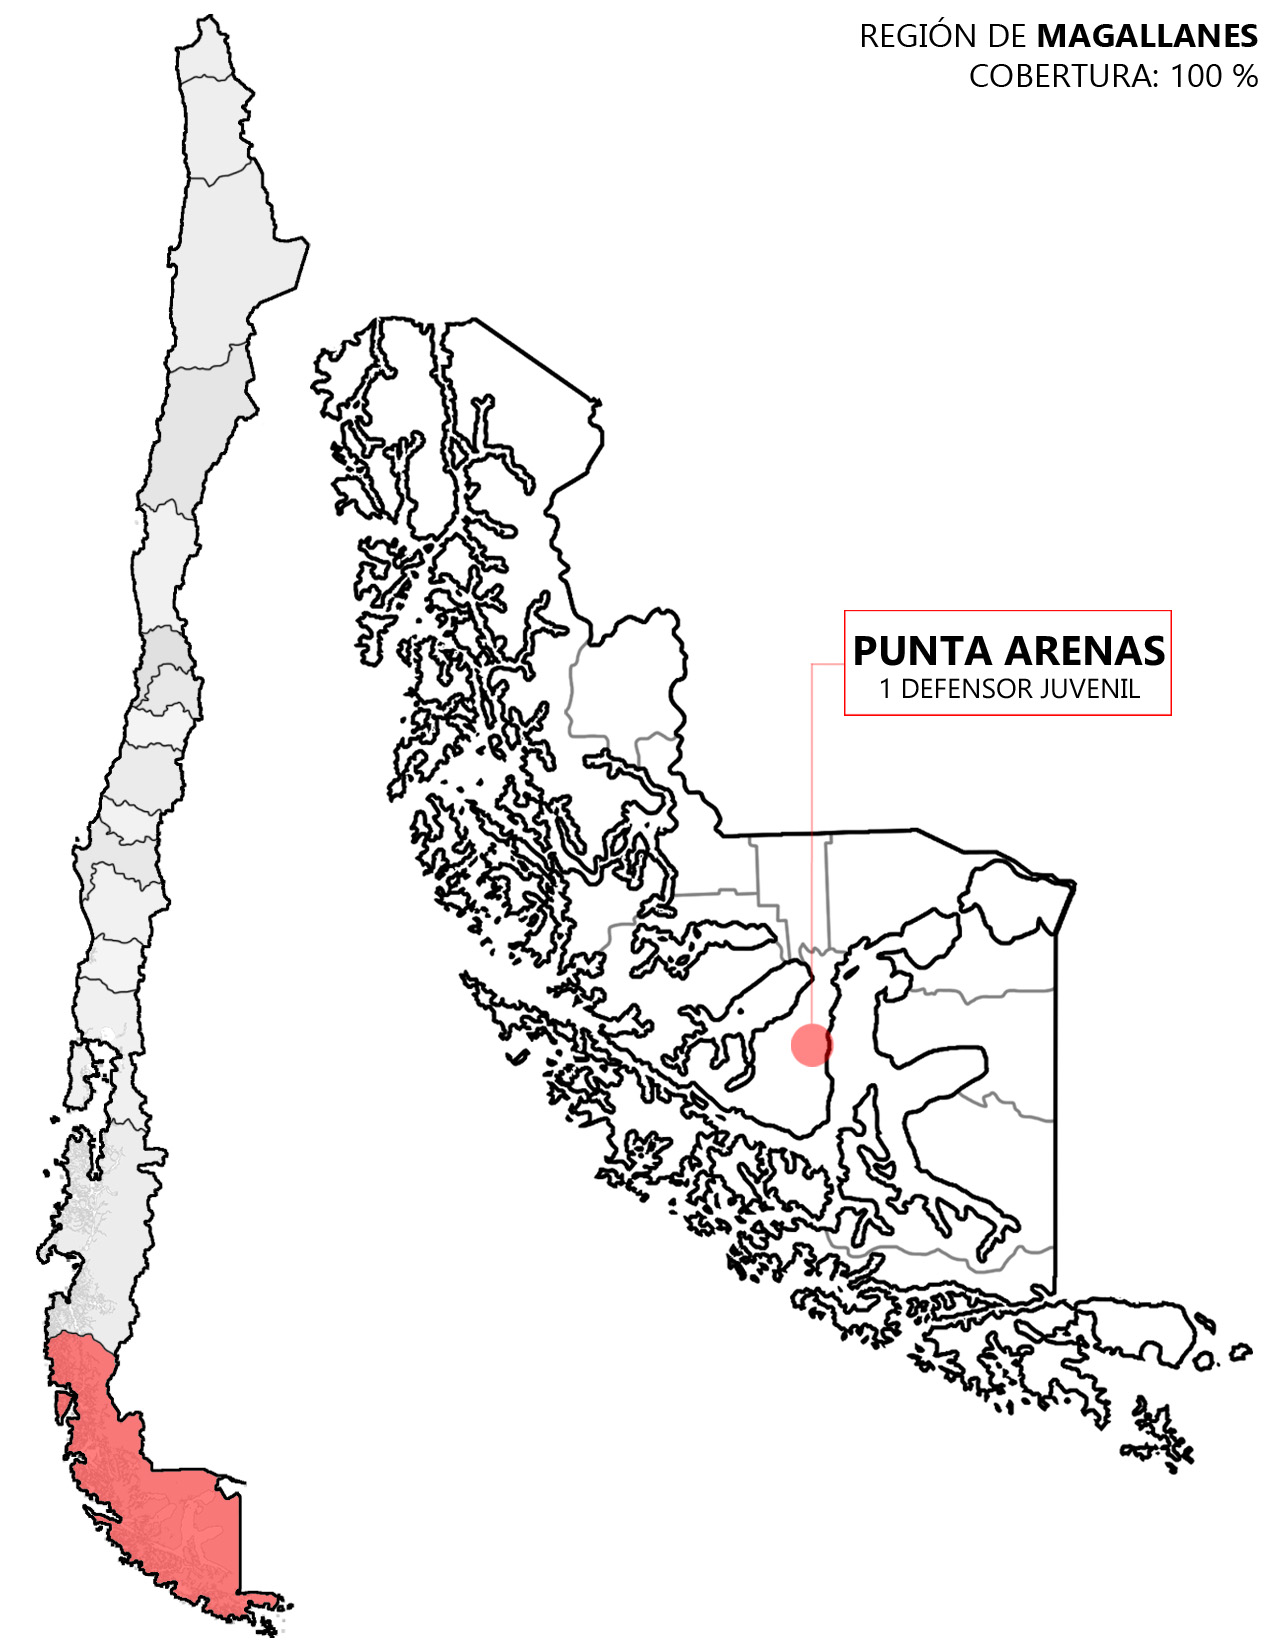 REGIÓN DE MAGALLANES
COBERTURA: 100 %
PUNTA ARENAS
1 DEFENSOR JUVENIL